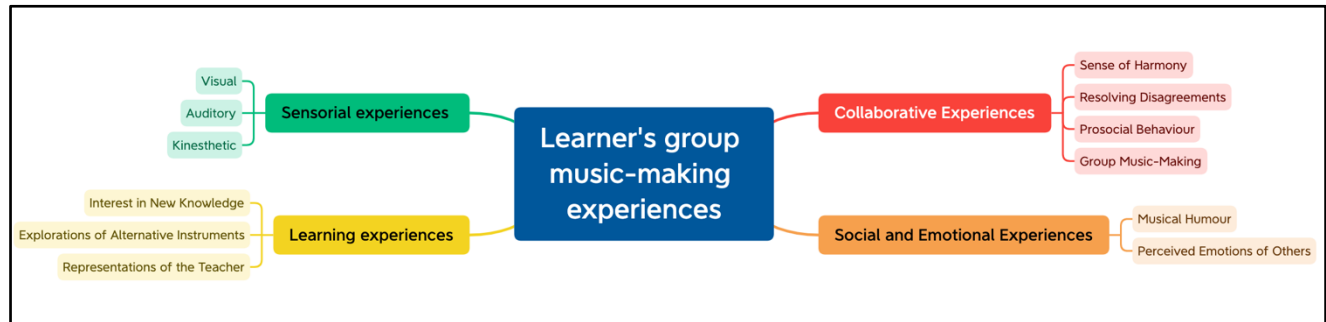 Learner's group
music-making
experiences
Sensorial experiences
Visual
Auditory
Kinesthetic
Learning experiences
Interest in New Knowledge
Explorations of Alternative Instruments
Representations of the Teacher
Collaborative Experiences
Sense of Harmony
Resolving Disagreements
Prosocial Behaviour
Group Music-Making
Social and Emotional Experiences
Musical Humour
Perceived Emotions of Others